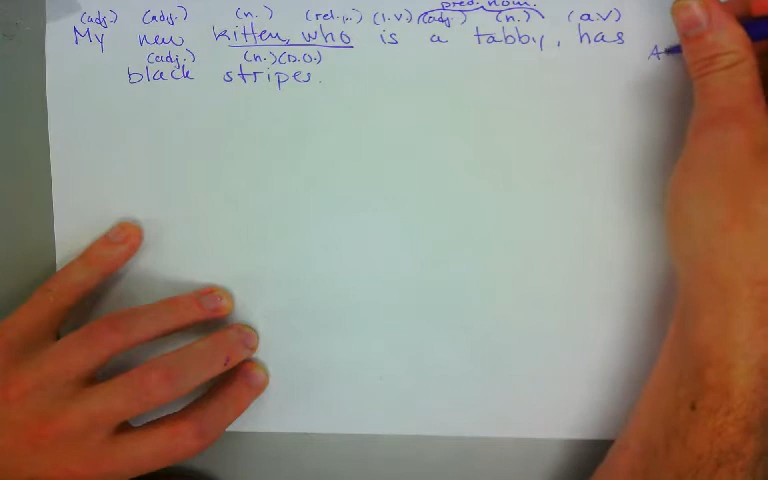 pred. nom.
(adj.) (adj.) (n.) (rel. (l.v) (adj.) (n.) (a.v)
My new kitten, who is a tabby, has
(adj.) (n.)(D.O.) A
black stripes.